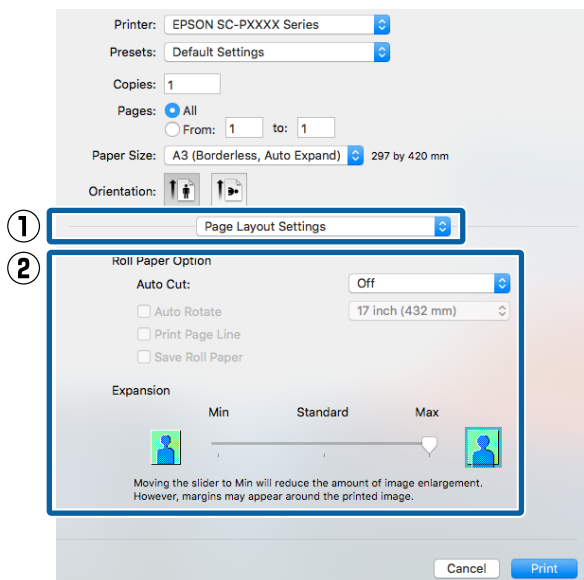 Printer: EPSON SC-PXXXX Series
Presets: Default Settings
Copies: 1
Pages: All
From: 1 to: 1
Paper Size: A3 (Borderless, Auto Expand) 297 by 420 mm
Orientation:
1 Page Layout Settings
2
Roll Paper Option
Auto Cut: Off
Auto Rotate 17 inch (432 mm)
Print Page Line
Save Roll Paper
Expansion
Min Standard Max
Moving the slider to Min will reduce the amount of image enlargement.
However, margins may appear around the printed image.
Cancel Print